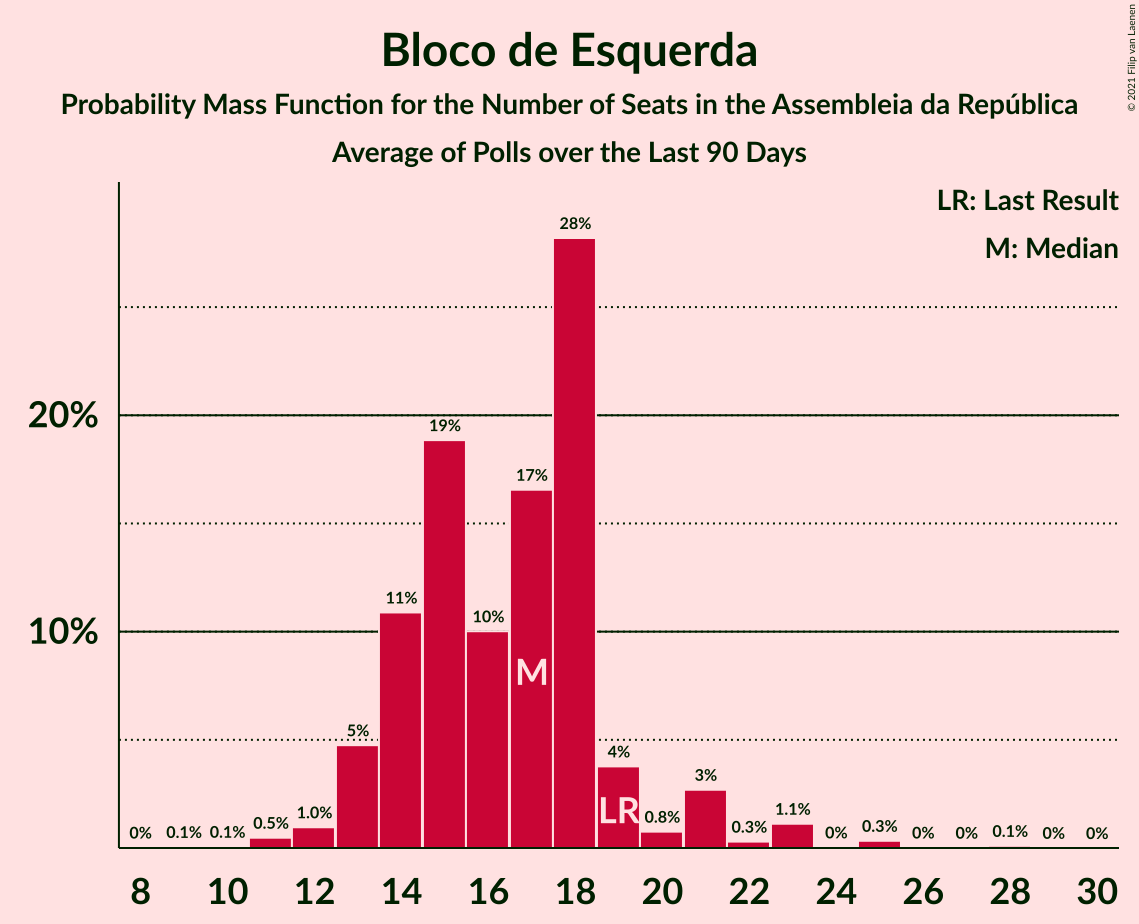 Bloco de Esquerda
Probability Mass Function for the Number of Seats in the Assembleia da República
Average of Polls over the Last 90 Days
© 2021 Filip van Laenen
LR: Last Result
M: Median
28%
20%
19%
17%
11%
10%
10%
M
5%
4%
3%
LR
0% 0.1% 0.1% 0.5% 1.0% 0.8% 0.3% 1.1% 0% 0.3% 0% 0% 0.1% 0% 0%
8 10 12 14 16 18 20 22 24 26 28 30